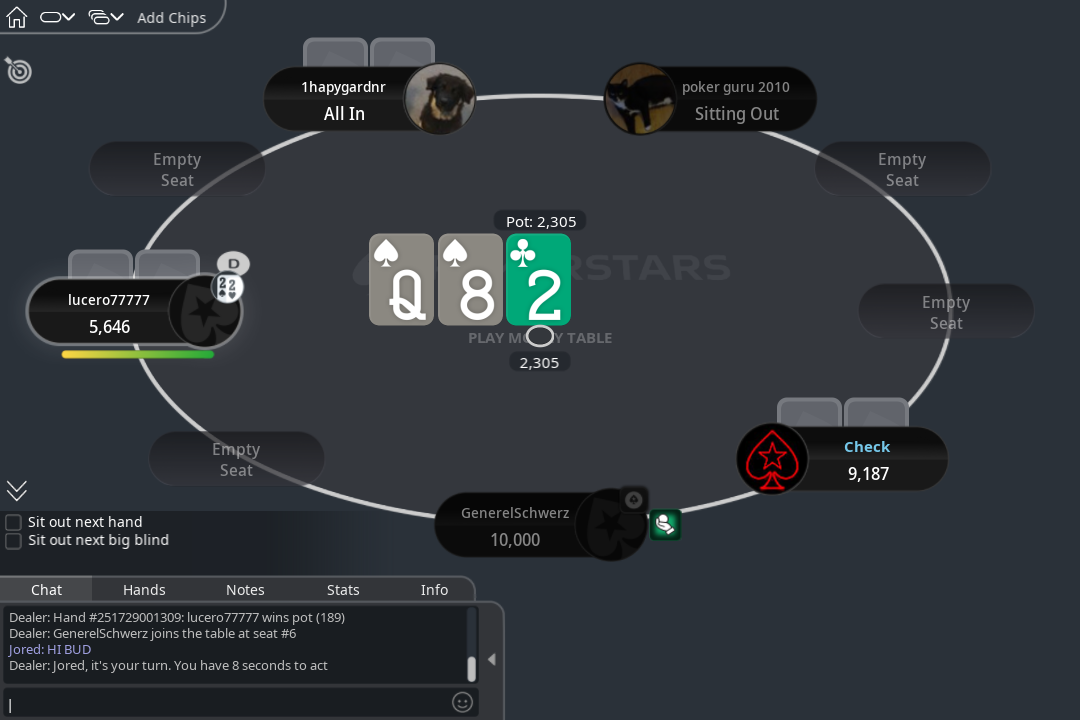 Add Chips
1hapygardnr
All In
poker guru 2010
Sitting Out
Empty
Seat
Empty
Seat
Pot: 2,305
Q
8
2
RSTARS
D
2 2
lucero77777
5,646
Empty
Seat
PLAY MONEY TABLE
2,305
Check
9,187
Empty
Seat
GenerelSchwerz
10,000
Sit out next hand
Sit out next big blind
Chat Hands Notes Stats Info
Dealer: Hand #251729001309: lucero77777 wins pot (189)
Dealer: GenerelSchwerz joins the table at seat #6
Jored: HI BUD
Dealer: Jored, it's your turn. You have 8 seconds to act